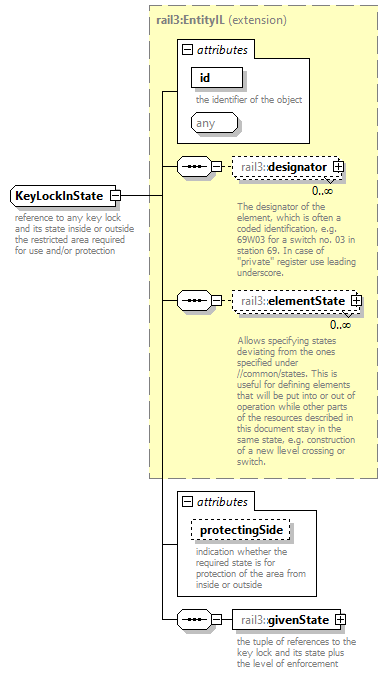 rail3:EntityIL (extension)
attributes
id
the identifier of the object
any
rail3::designator
0..∞
The designator of the
element, which is often a
coded identification, e.g.
69W03 for a switch no. 03 in
station 69. In case of
"private" register use leading
underscore.
KeyLockInState
reference to any key lock
and its state inside or outside
the restricted area required
for use and/or protection
rail3::elementState
0..∞
Allows specifying states
deviating from the ones
specified under
//common/states. This is
useful for defining elements
that will be put into or out of
operation while other parts
of the resources described in
this document stay in the
same state, e.g. construction
of a new llevel crossing or
switch.
attributes
protectingSide
indication whether the
required state is for
protection of the area from
inside or outside
rail3::givenState
the tuple of references to the
key lock and its state plus
the level of enforcement